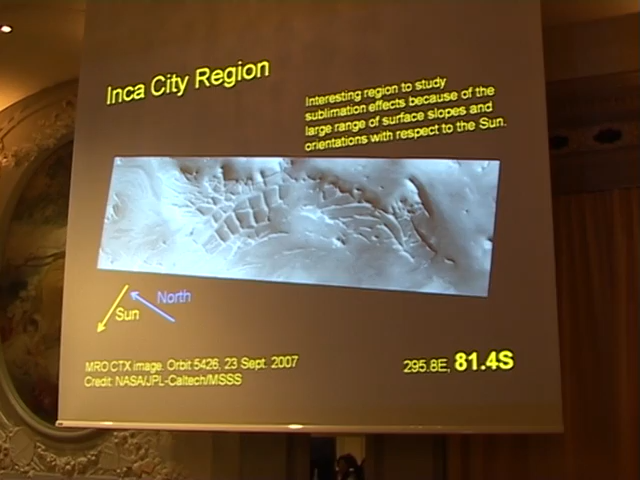 Inca City Region
Interesting region to study
sublimation effects because of the
large range of surface slopes and
orientations with respect to the Sun.
North
Sun
MRO CTX image. Orbit 5426, 23 Sept. 2007
Credit: NASA/JPL-Caltech/MSSS
295.8E, 81.4S